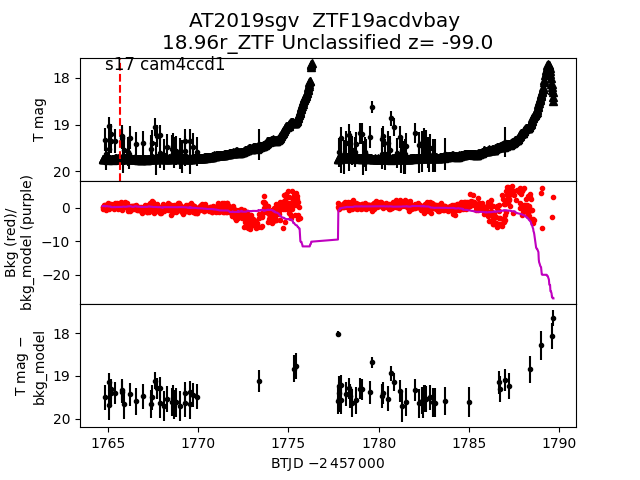 AT2019sgv  ZTF19acdvbay
18.96r_ZTF Unclassified z= -99.0
s17 cam4ccd1
T mag
18
19
20
Bkg (red)/
bkg_model (purple)
0
−10
−20
T mag −
bkg_model
18
19
20
1765 1770 1775 1780 1785 1790
BTJD −2 457 000